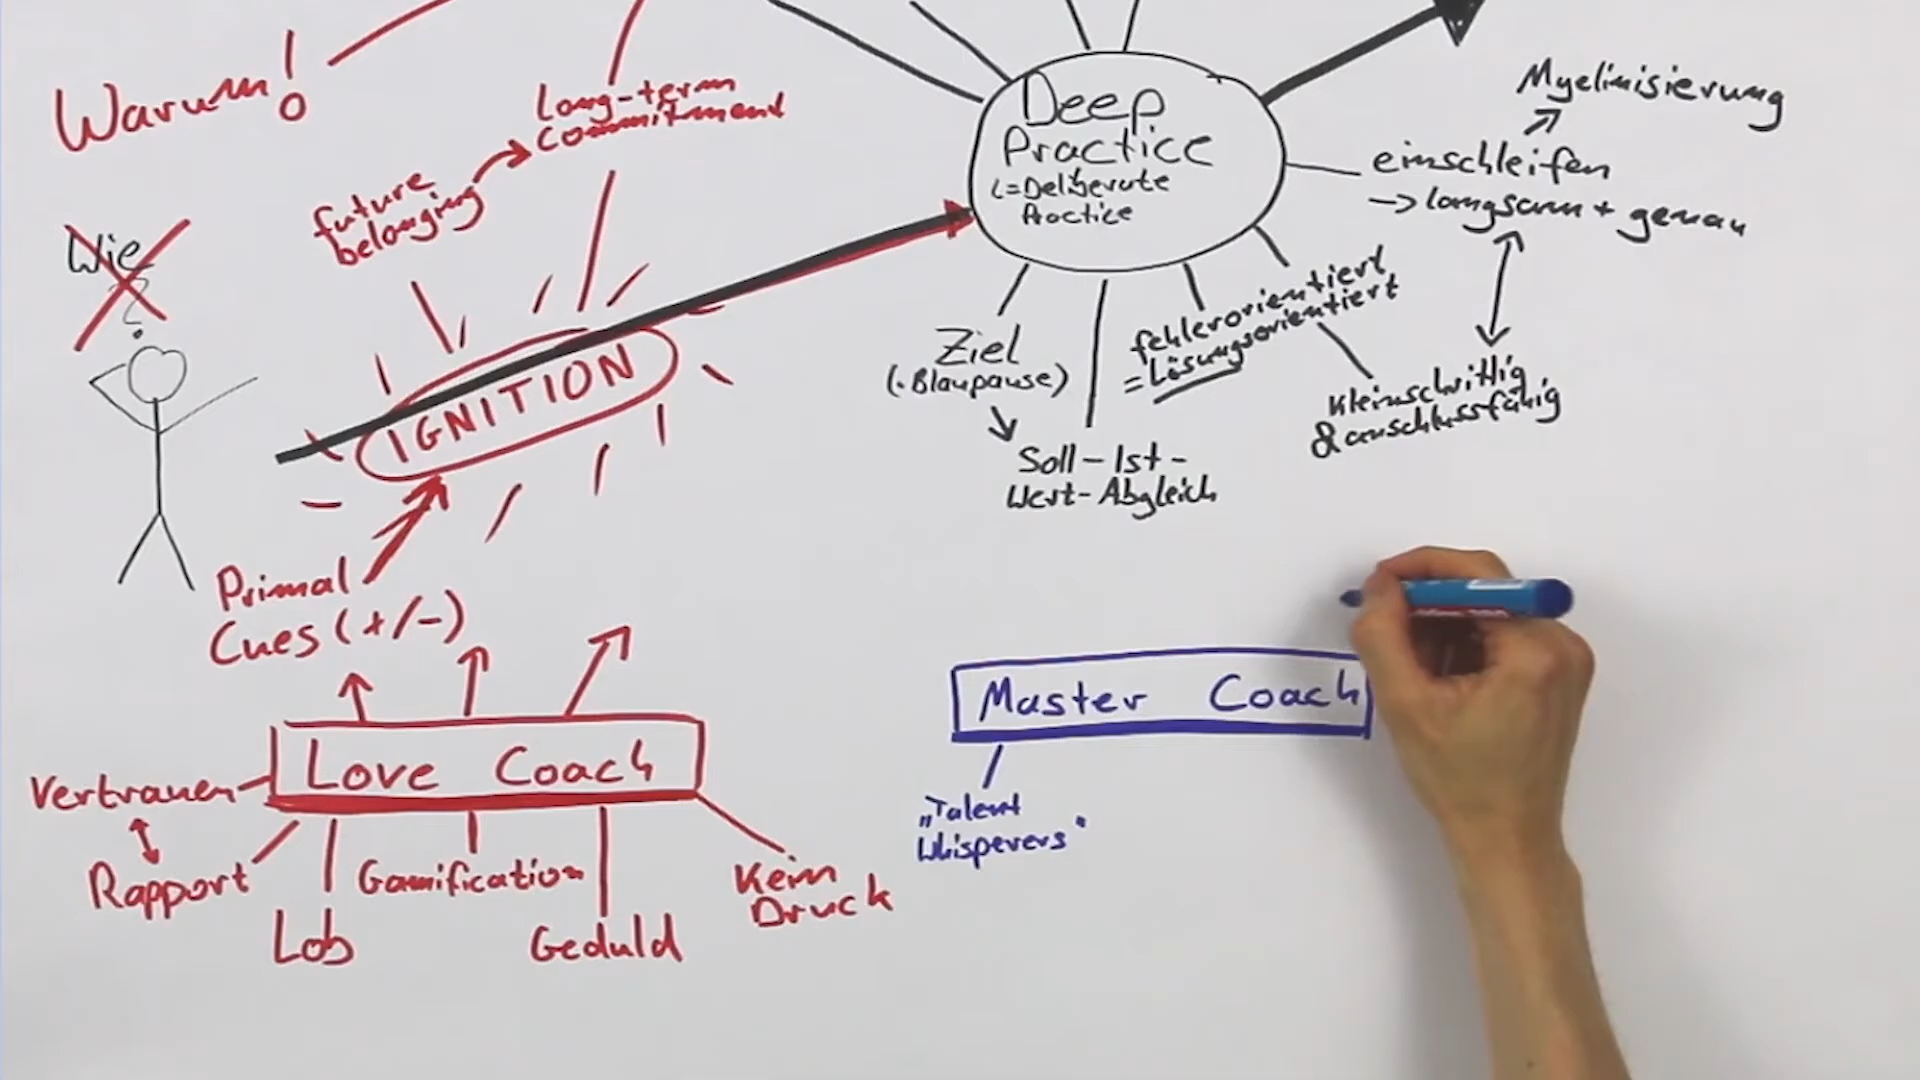 Warum!
Wie
?
future
belonging
Long-term
commitment
IGNITION
Primal
Cues (+/-)
Love Coach
Vertrauen
Rapport
Lob
Gamification
Geduld
Kein
Druck
Deep
Practice
(=Deliberate
Practice
Myelinisierung
einschleifen
-> langsam + genau
Ziel
(•Blaupause)
Soll-Ist-
Wert-Abgleich
fehlerorientiert
= Lösungsorientiert
kleinschrittig
& anschlussfähig
Master Coach
„Talent
Whisperers"